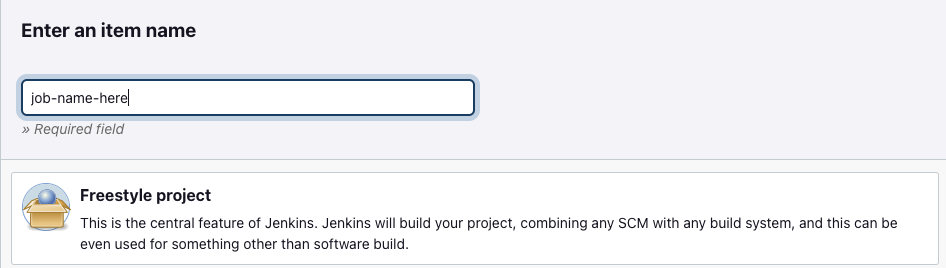 Enter an item name
job-name-here
» Required field
Freestyle project
This is the central feature of Jenkins. Jenkins will build your project, combining any SCM with any build system, and this can be
even used for something other than software build.